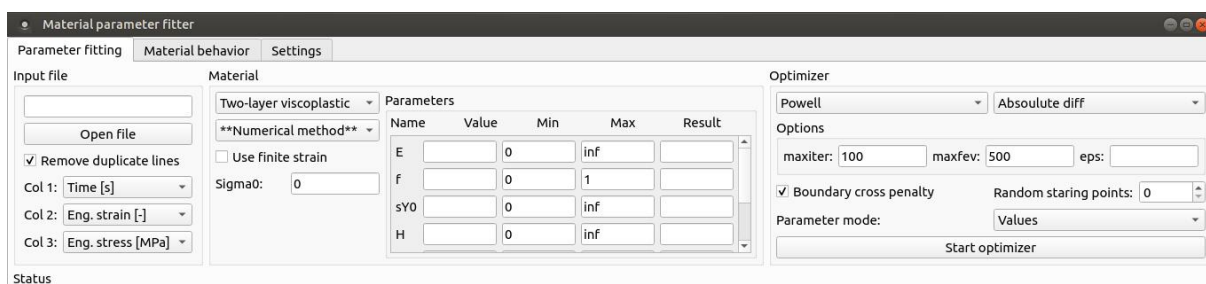 Material parameter fitter
Parameter fitting Material behavior Settings
Input file
Open file
Remove duplicate lines
Col 1: Time [s]
Col 2: Eng. strain [-]
Col 3: Eng. stress [MPa]
Material
Two-layer viscoplastic
**Numerical method**
Use finite strain
Sigma0: 0
Parameters
Name Value Min Max Result
E 0 inf
f 0 1
sY0 0 inf
H 0 inf
Optimizer
Powell Absoulute diff
Options
maxiter: 100 maxfev: 500 eps:
Boundary cross penalty Random staring points: 0
Parameter mode: Values
Start optimizer
Status